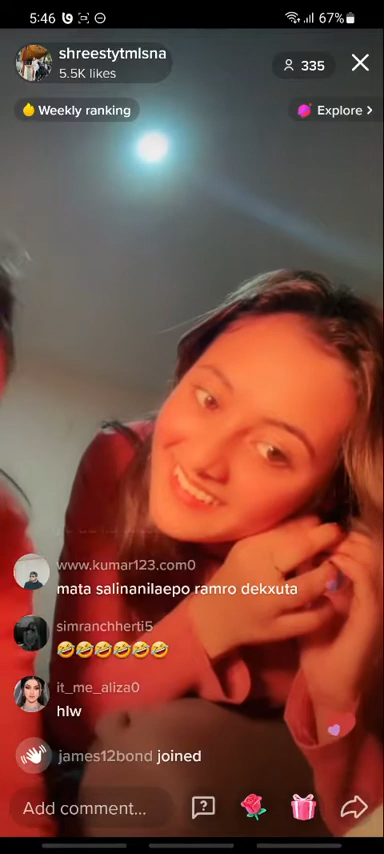 5:46 67%
shreestytmlsna
5.5K likes
335
Weekly ranking
Explore >
www.kumar123.com0
mata salinanilaepo ramro dekxuta
simranchherti5
🤣🤣🤣🤣🤣🤣
it_me_aliza0
hlw
james12bond joined
Add comment...